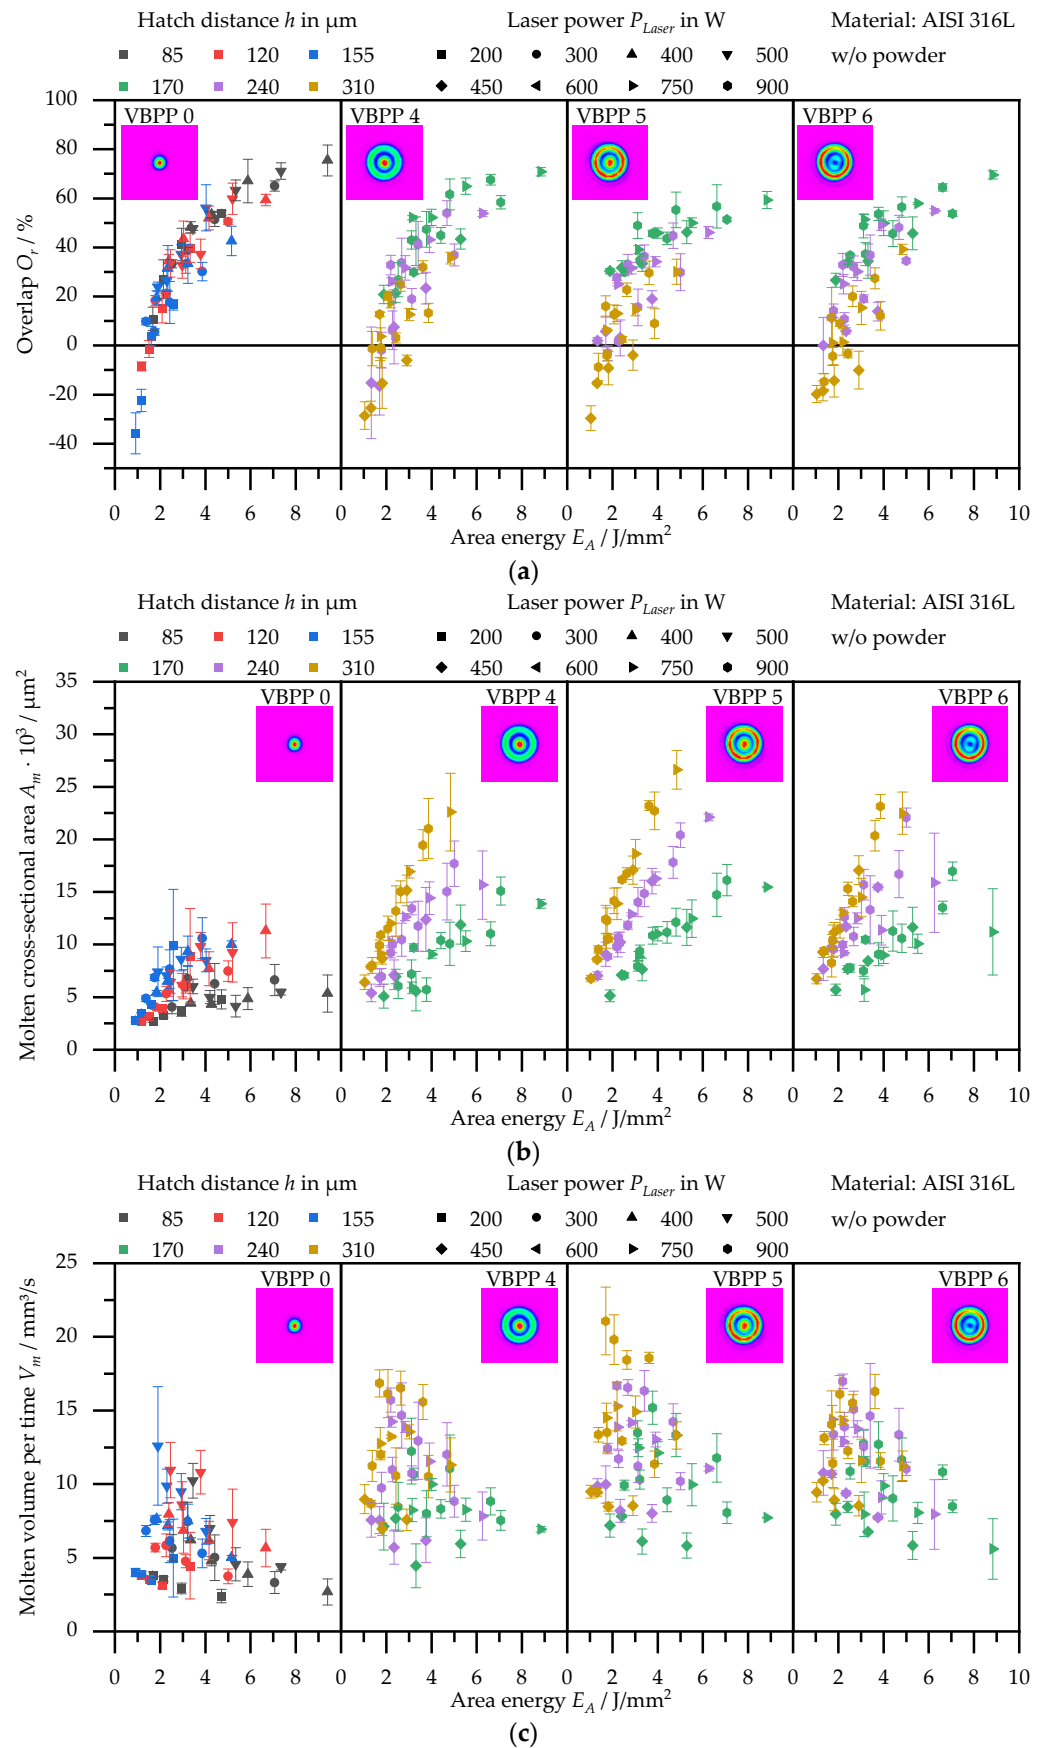 Hatch distance h in µm Laser power P_Laser in W Material: AISI 316L
85 120 155 200 300 400 500 w/o powder
170 240 310 450 600 750 900
VBPP 0 VBPP 4 VBPP 5 VBPP 6
Overlap O_r / %
100
80
60
40
20
0
-20
-40
0 2 4 6 8 0 2 4 6 8 0 2 4 6 8 0 2 4 6 8 10
Area energy E_A / J/mm²
(a)
Hatch distance h in µm Laser power P_Laser in W Material: AISI 316L
85 120 155 200 300 400 500 w/o powder
170 240 310 450 600 750 900
VBPP 0 VBPP 4 VBPP 5 VBPP 6
Molten cross-sectional area A_m · 10³ / µm²
35
30
25
20
15
10
5
0
0 2 4 6 8 0 2 4 6 8 0 2 4 6 8 0 2 4 6 8 10
Area energy E_A / J/mm²
(b)
Hatch distance h in µm Laser power P_Laser in W Material: AISI 316L
85 120 155 200 300 400 500 w/o powder
170 240 310 450 600 750 900
VBPP 0 VBPP 4 VBPP 5 VBPP 6
Molten volume per time V_m / mm³/s
25
20
15
10
5
0
0 2 4 6 8 0 2 4 6 8 0 2 4 6 8 0 2 4 6 8 10
Area energy E_A / J/mm²
(c)